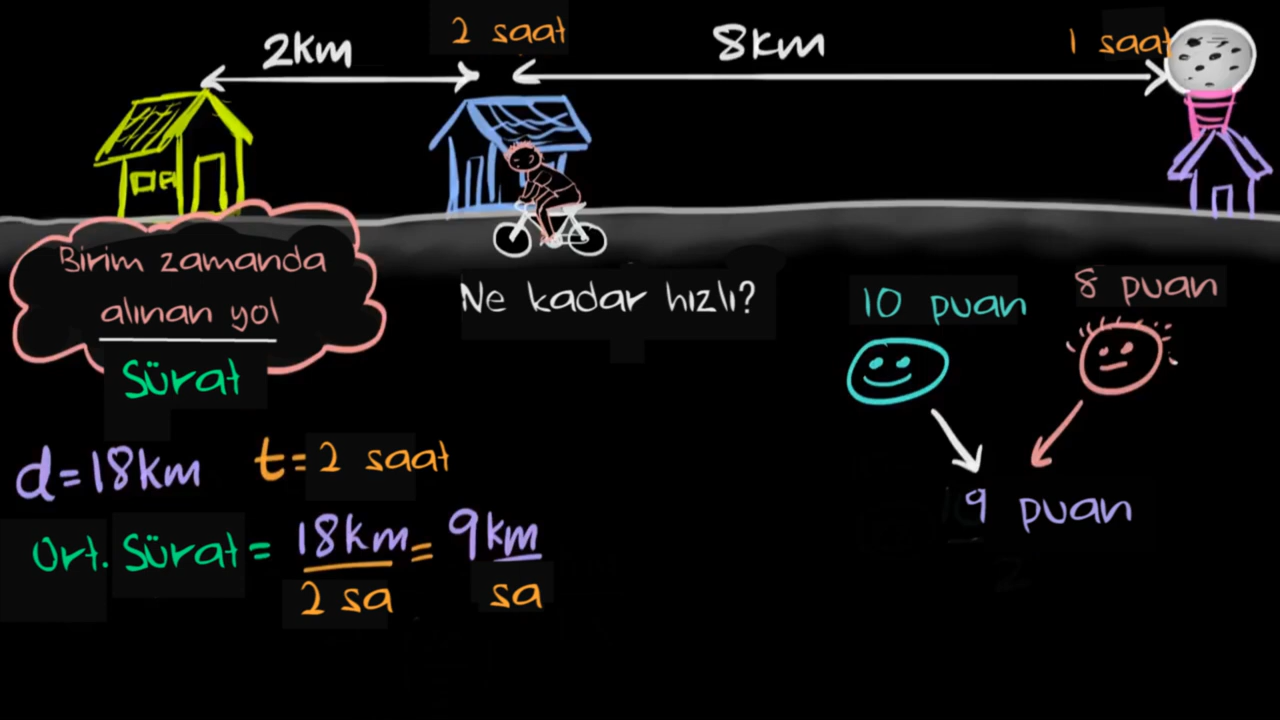 2km
2 saat
8km
1 saat
Birim zamanda
alınan yol
Sürat
Ne kadar hızlı?
10 puan
8 puan
9 puan
d=18km t=2 saat
Ort. Sürat = 18km = 9km
2 sa sa